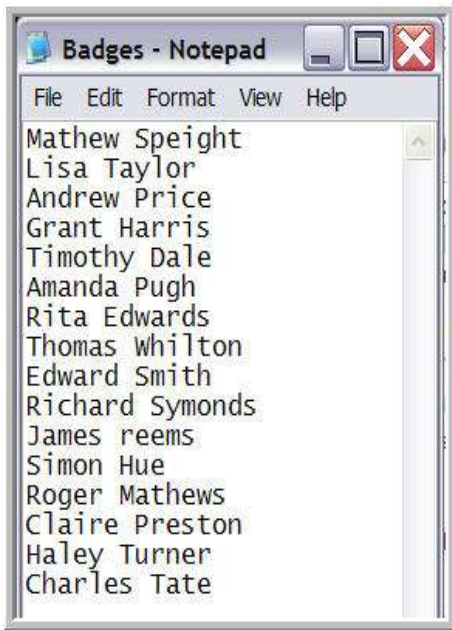 Badges - Notepad
File Edit Format View Help
Mathew Speight
Lisa Taylor
Andrew Price
Grant Harris
Timothy Dale
Amanda Pugh
Rita Edwards
Thomas Whilton
Edward Smith
Richard Symonds
James reems
Simon Hue
Roger Mathews
Claire Preston
Haley Turner
Charles Tate